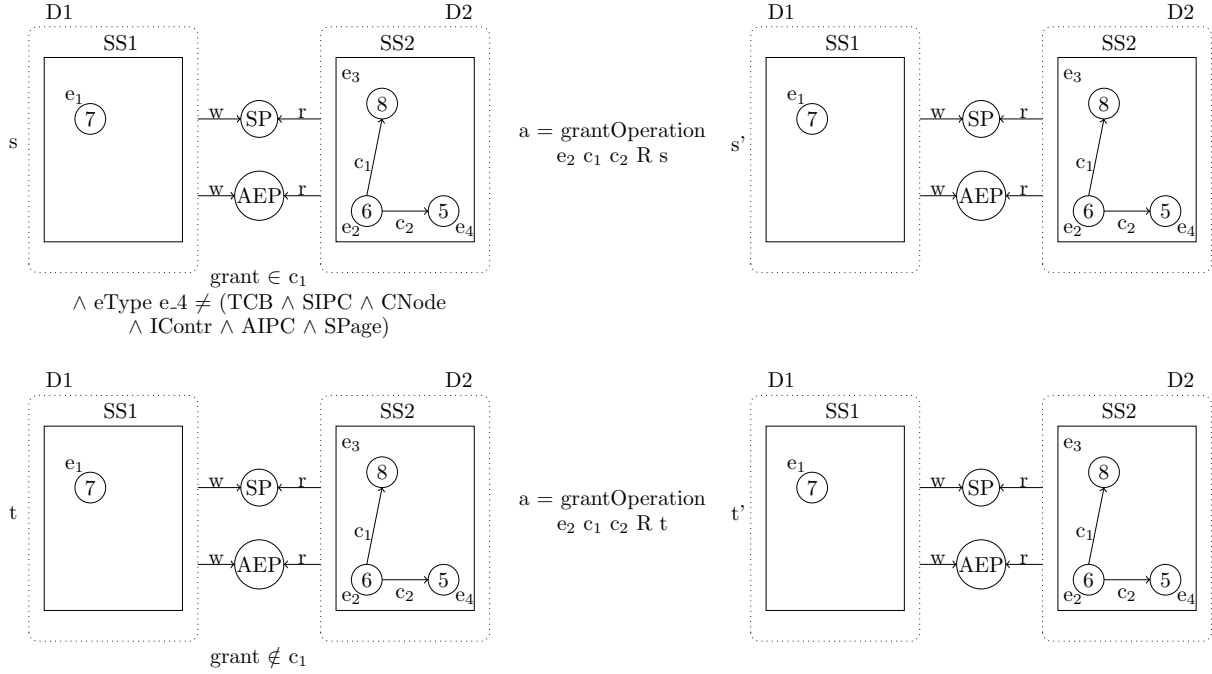 D1 D2 D1 D2
SS1 SS2 SS1 SS2
e₃ e₃
e₁ 8 e₁ 8
7 w SP r 7 w SP r
a = grantOperation
s e₂ c₁ c₂ R s s'
c₁ c₁
w AEP r w AEP r
6 5 6 5
e₂ c₂ e₄ e₂ c₂ e₄
grant ∈ c₁
∧ eType e_4 ≠ (TCB ∧ SIPC ∧ CNode
∧ IContr ∧ AIPC ∧ SPage)
D1 D2 D1 D2
SS1 SS2 SS1 SS2
e₃ e₃
e₁ 8 e₁ 8
7 w SP r 7 w SP r
a = grantOperation
t e₂ c₁ c₂ R t t'
c₁ c₁
w AEP r w AEP r
6 5 6 5
e₂ c₂ e₄ e₂ c₂ e₄
grant ∉ c₁